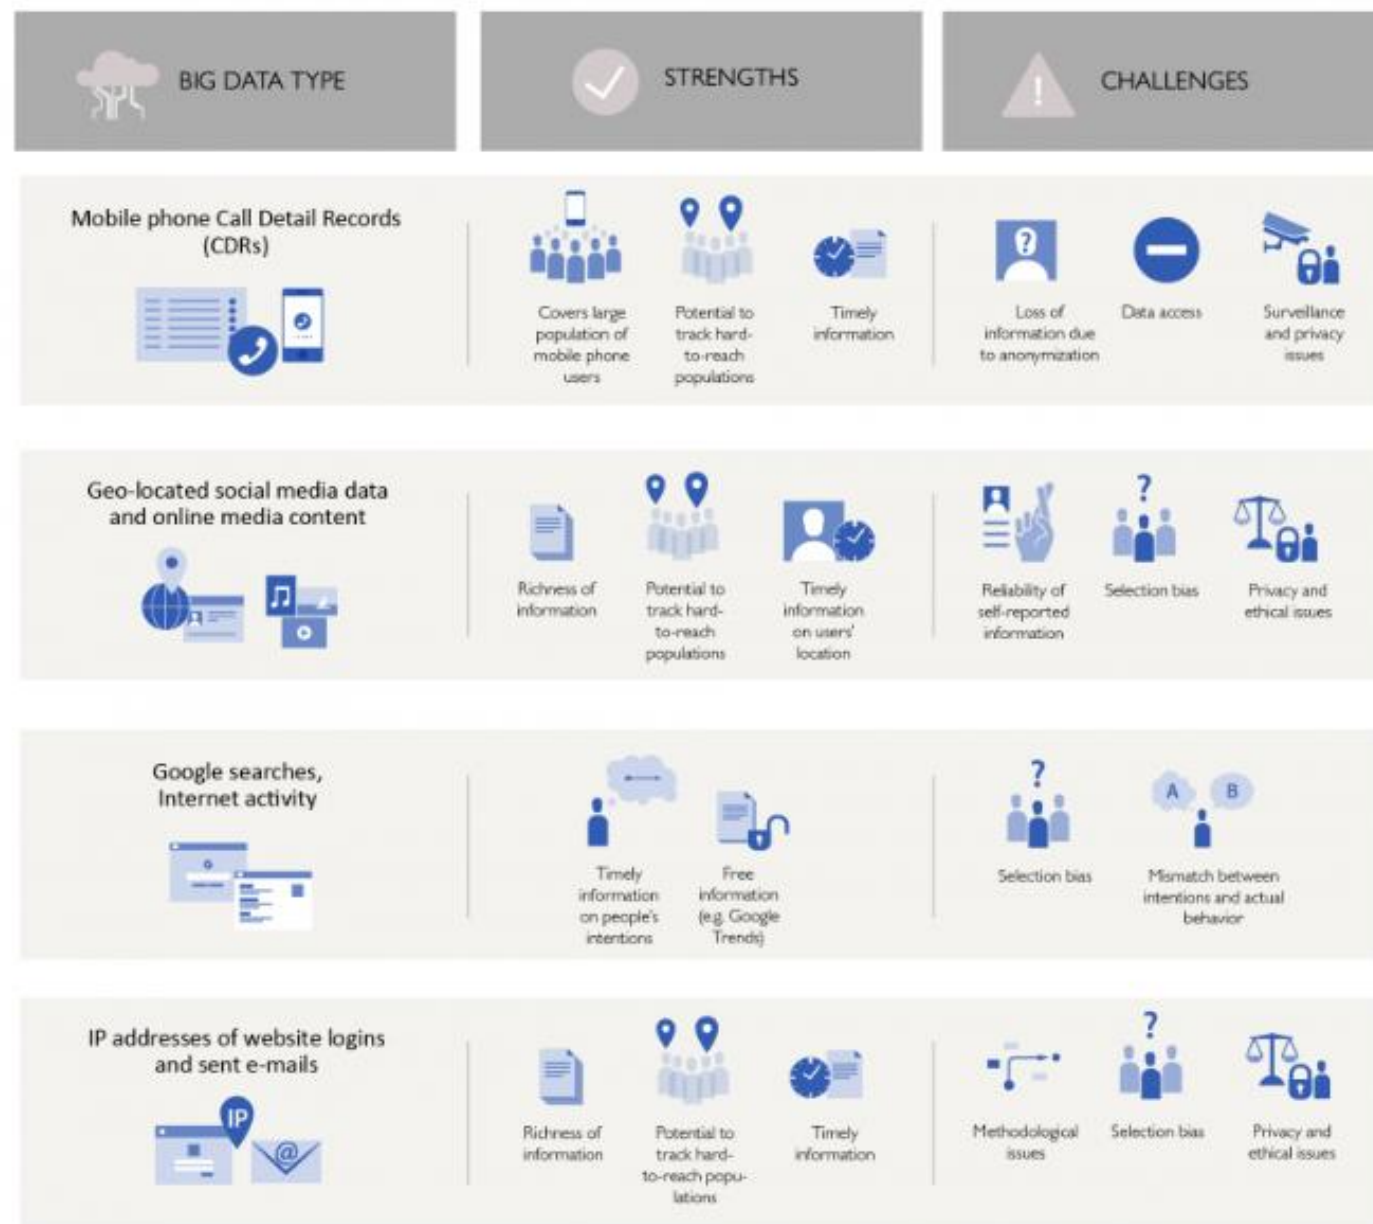 BIG DATA TYPE
STRENGTHS
CHALLENGES
Mobile phone Call Detail Records
(CDRs)
Covers large
population of
mobile phone
users
Potential to
track hard-
to-reach
populations
Timely
information
?
Loss of
information due
to anonymization
Data access
Surveillance
and privacy
issues
Geo-located social media data
and online media content
Richness of
information
Potential to
track hard-
to-reach
populations
Timely
information
on users'
location
Reliability of
self-reported
information
?
Selection bias
Privacy and
ethical issues
Google searches,
Internet activity
Timely
information
on people's
intentions
Free
information
(e.g. Google
Trends)
?
Selection bias
A B
Mismatch between
intentions and actual
behavior
IP addresses of website logins
and sent e-mails
IP
@
Richness of
information
Potential to
track hard-
to-reach popu-
lations
Timely
information
Methodological
issues
?
Selection bias
Privacy and
ethical issues